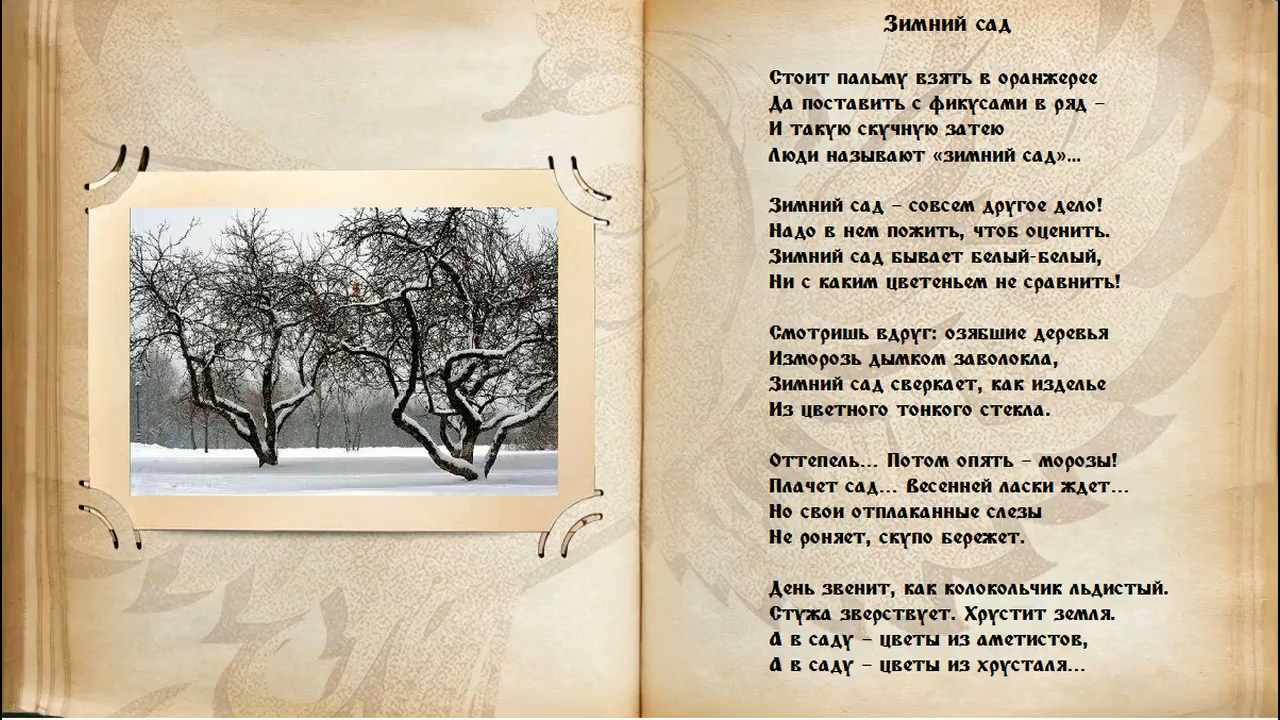 Зимний сад
Стоит пальму взять в оранжерее
Да поставить с фикусами в ряд –
И такую скучную затею
Люди называют «зимний сад»...
Зимний сад – совсем другое дело!
Надо в нем пожить, чтоб оценить.
Зимний сад бывает белый-белый,
Ни с каким цветеньем не сравнить!
Смотришь вдруг: озябшие деревья
Изморозь дымком заволокла,
Зимний сад сверкает, как изделье
Из цветного тонкого стекла.
Оттепель... Потом опять – морозы!
Плачет сад... Весенней ласки ждет...
Но свои отплаканные слезы
Не роняет, скупо бережет.
День звенит, как колокольчик льдистый.
Стужа зверствует. Хрустит земля.
А в саду – цветы из аметистов,
А в саду – цветы из хрусталя...